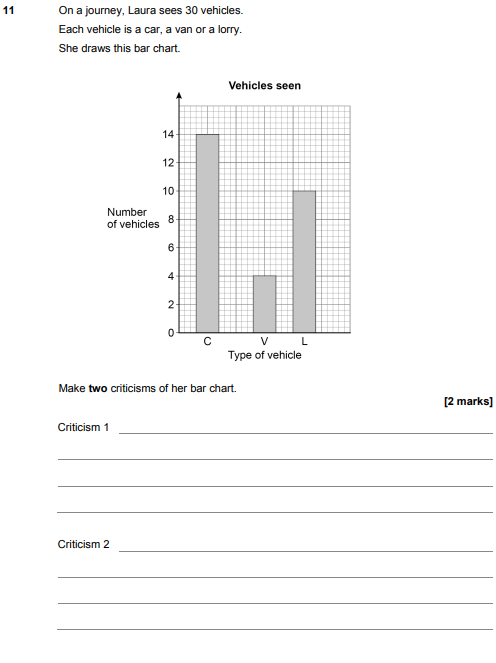 11 On a journey, Laura sees 30 vehicles.
Each vehicle is a car, a van or a lorry.
She draws this bar chart.
Vehicles seen
14
12
10
Number
of vehicles
8
6
4
2
0
C V L
Type of vehicle
Make two criticisms of her bar chart.
[2 marks]
Criticism 1
Criticism 2